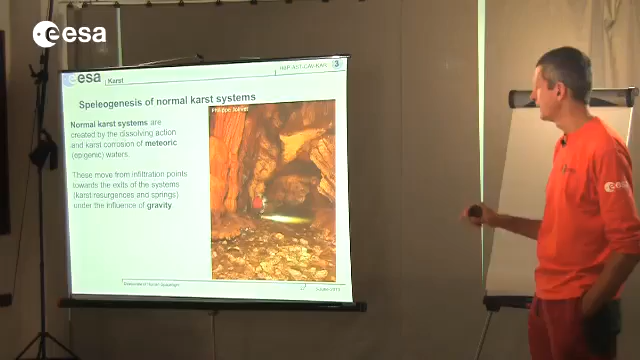 esa
esa
Karst
3
Speleogenesis of normal karst systems
Philippe
Normal karst systems are
created by the dissolving action
and karst corrosion of meteoric
(epigenic) waters.
These move from infiltration points
towards the exits of the systems
(karst resurgences and springs)
under the influence of gravity
esa